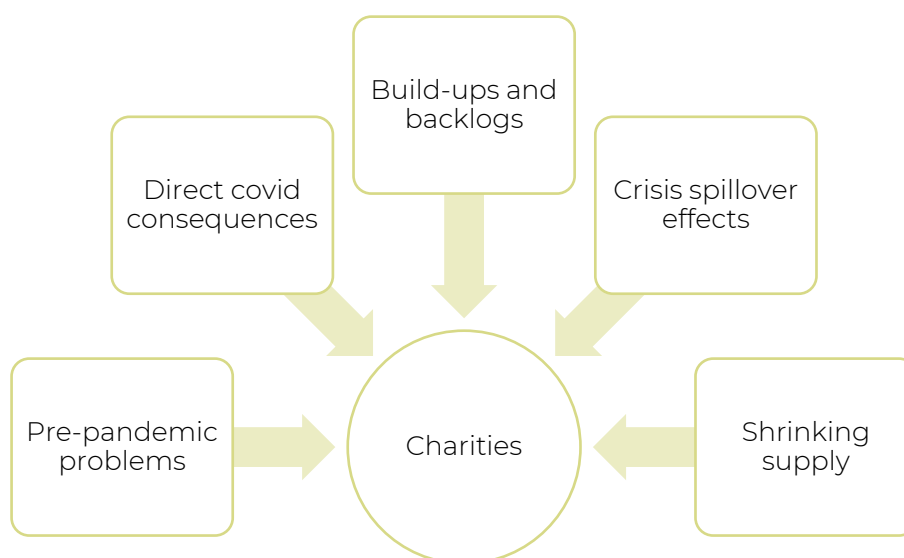 Build-ups and
backlogs
Direct covid
consequences
Crisis spillover
effects
Pre-pandemic
problems
Charities
Shrinking
supply